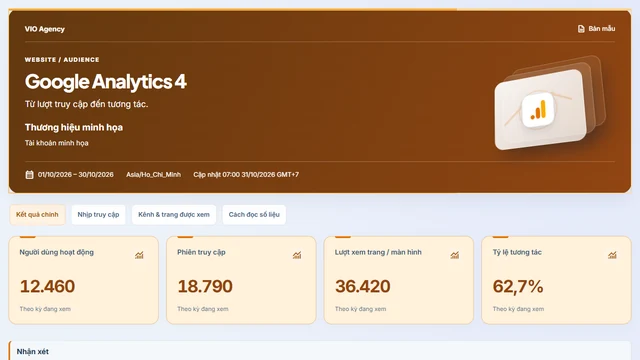 VIO Agency
Bản mẫu
WEBSITE / AUDIENCE
Google Analytics 4
Từ lượt truy cập đến tương tác.
Thương hiệu minh họa
Tài khoản minh họa
01/10/2026 – 30/10/2026
Asia/Ho_Chi_Minh
Cập nhật 07:00 31/10/2026 GMT+7
Kết quả chính
Nhịp truy cập
Kênh & trang được xem
Cách đọc số liệu
Người dùng hoạt động
12.460
Theo kỳ đang xem
Phiên truy cập
18.790
Theo kỳ đang xem
Lượt xem trang / màn hình
36.420
Theo kỳ đang xem
Tỷ lệ tương tác
62,7%
Theo kỳ đang xem
Nhận xét